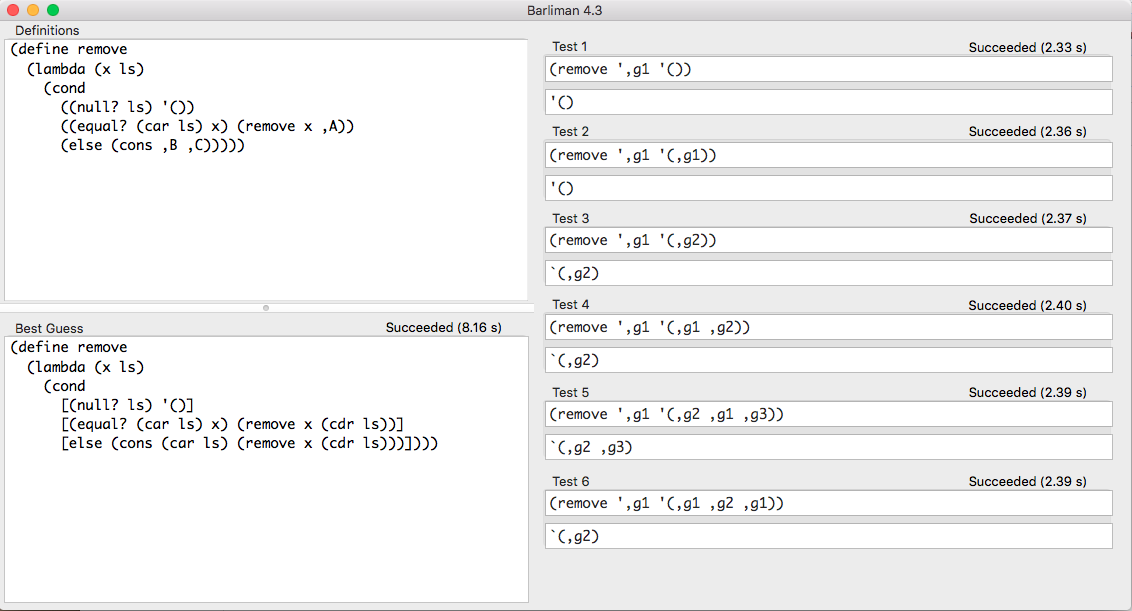 Barliman 4.3
Definitions
(define remove
  (lambda (x ls)
    (cond
      ((null? ls) '())
      ((equal? (car ls) x) (remove x ,A))
      (else (cons ,B ,C)))))
Best Guess Succeeded (8.16 s)
(define remove
  (lambda (x ls)
    (cond
      [(null? ls) '()]
      [(equal? (car ls) x) (remove x (cdr ls))]
      [else (cons (car ls) (remove x (cdr ls)))])))
Test 1 Succeeded (2.33 s)
(remove ',g1 '())
'()
Test 2 Succeeded (2.36 s)
(remove ',g1 '(,g1))
'()
Test 3 Succeeded (2.37 s)
(remove ',g1 '(,g2))
`(,g2)
Test 4 Succeeded (2.40 s)
(remove ',g1 '(,g1 ,g2))
`(,g2)
Test 5 Succeeded (2.39 s)
(remove ',g1 '(,g2 ,g1 ,g3))
`(,g2 ,g3)
Test 6 Succeeded (2.39 s)
(remove ',g1 '(,g1 ,g2 ,g1))
`(,g2)